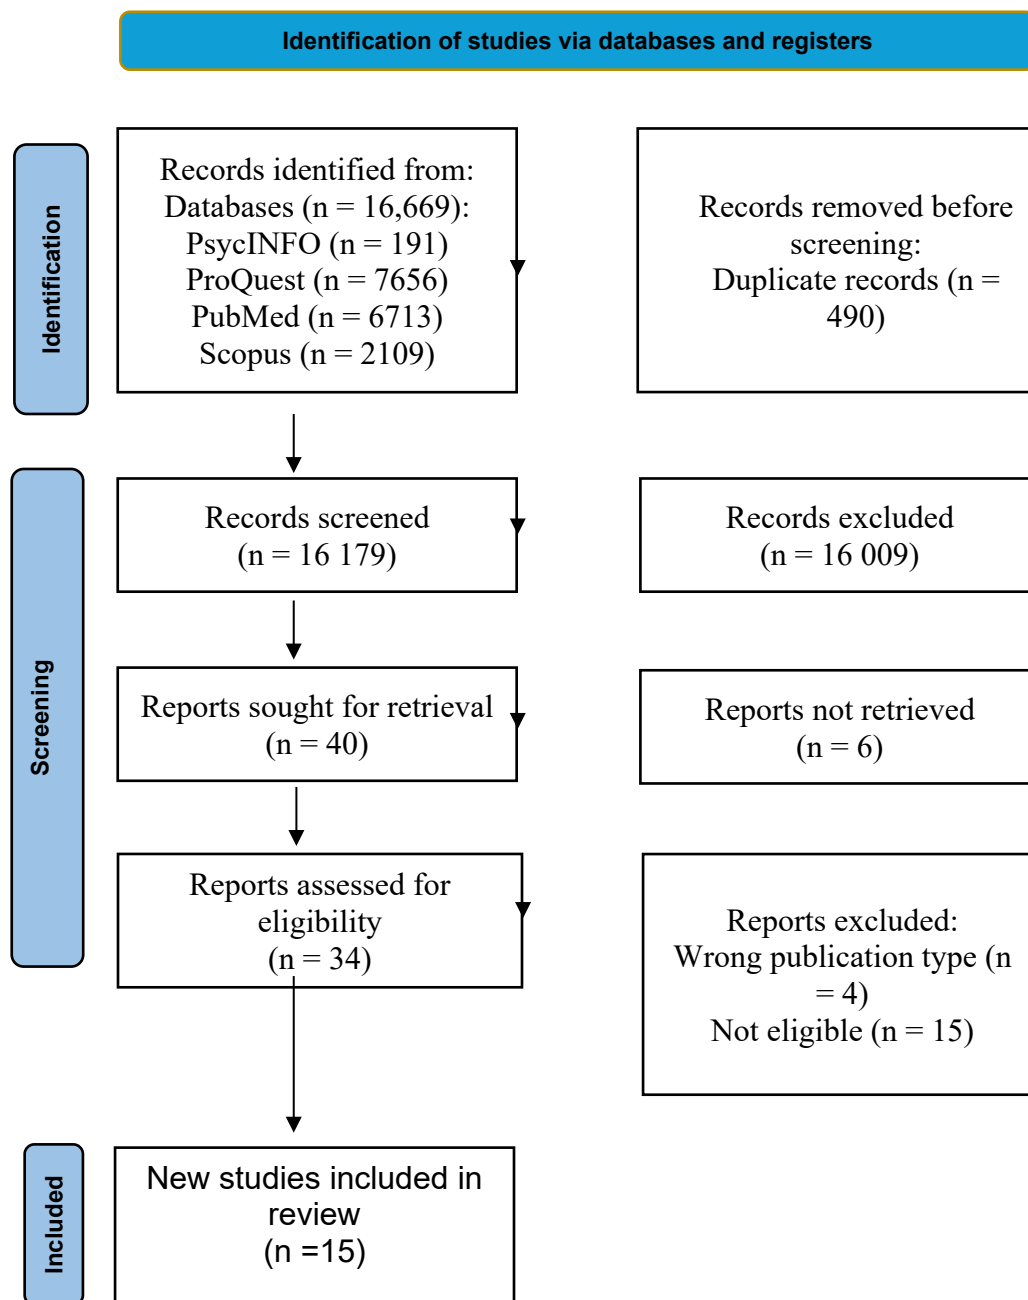 Identification of studies via databases and registers
Identification
Records identified from:
Databases (n = 16,669):
PsycINFO (n = 191)
ProQuest (n = 7656)
PubMed (n = 6713)
Scopus (n = 2109)
Records removed before
screening:
Duplicate records (n =
490)
Screening
Records screened
(n = 16 179)
Records excluded
(n = 16 009)
Reports sought for retrieval
(n = 40)
Reports not retrieved
(n = 6)
Reports assessed for
eligibility
(n = 34)
Reports excluded:
Wrong publication type (n
= 4)
Not eligible (n = 15)
Included
New studies included in
review
(n =15)